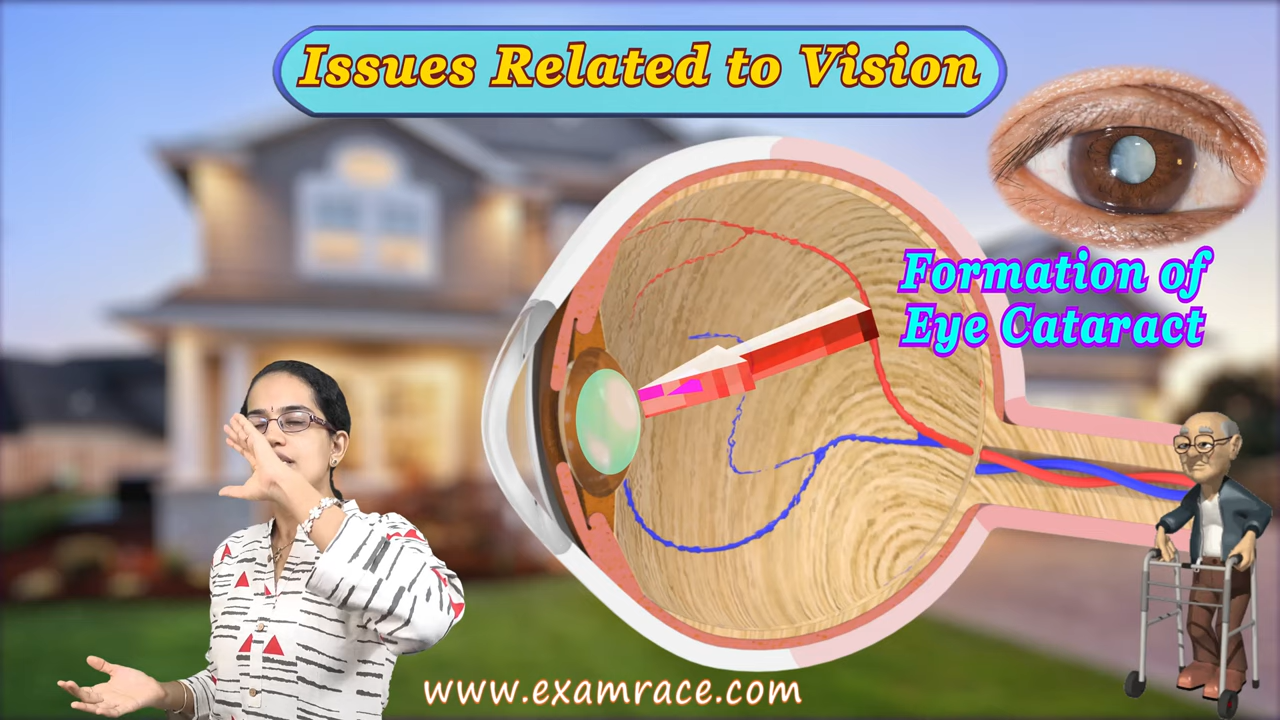 Issues Related to Vision
Formation of
Eye Cataract
www.examrace.com